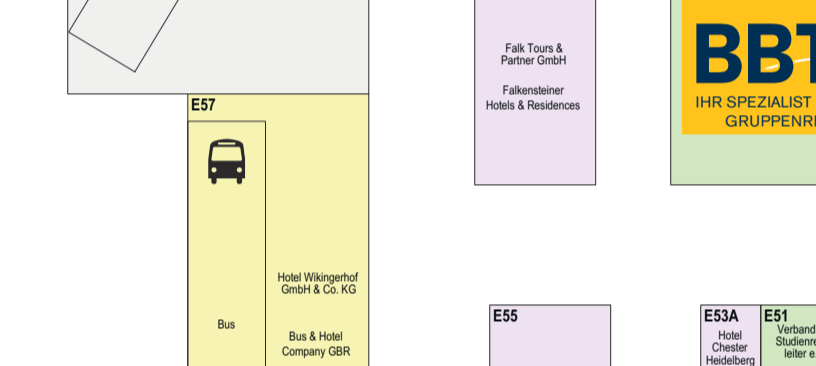 Falk Tours &
Partner GmbH
Falkensteiner
Hotels & Residences
IHR SPEZIALIST
E57
Hotel Wikingerhof
GmbH & Co. KG
Bus
Bus & Hotel
Company GBR
E55
E53A
Hotel
Chester
Heidelberg
E51
Verband